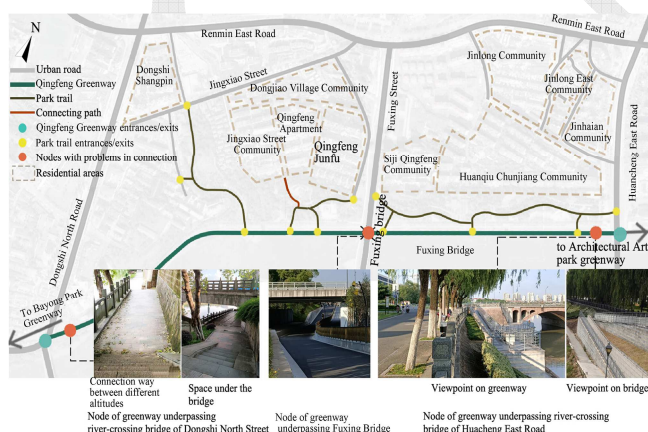 N
Renmin East Road
Renmin East Road
Urban road
Qingfeng Greenway
Park trail
Connecting path
Qingfeng Greenway entrances/exits
Park trail entrances/exits
Nodes with problems in connection
Residential areas
Dongshi
Shangpin
Jingxiao Street
Dongjiao Village Community
Qingfeng
Apartment
Jingxiao Street
Community
Qingfeng
Junfu
Fuxing Street
Jinlong Community
Jinlong East
Community
Jinhaian
Community
Siji Qingfeng
Community
Huanqiu Chunjiang Community
Huancheng East Road
Dongshi North Road
Fuxing bridge
Fuxing Bridge
to Architectural Art
park greenway
To Bayong Park
Greenway
Connection way
between different
altitudes
Space under the
bridge
Viewpoint on greenway
Viewpoint on bridge
Node of greenway underpassing
river-crossing bridge of Dongshi North Street
Node of greenway
underpassing Fuxing Bridge
Node of greenway underpassing river-crossing
bridge of Huacheng East Road